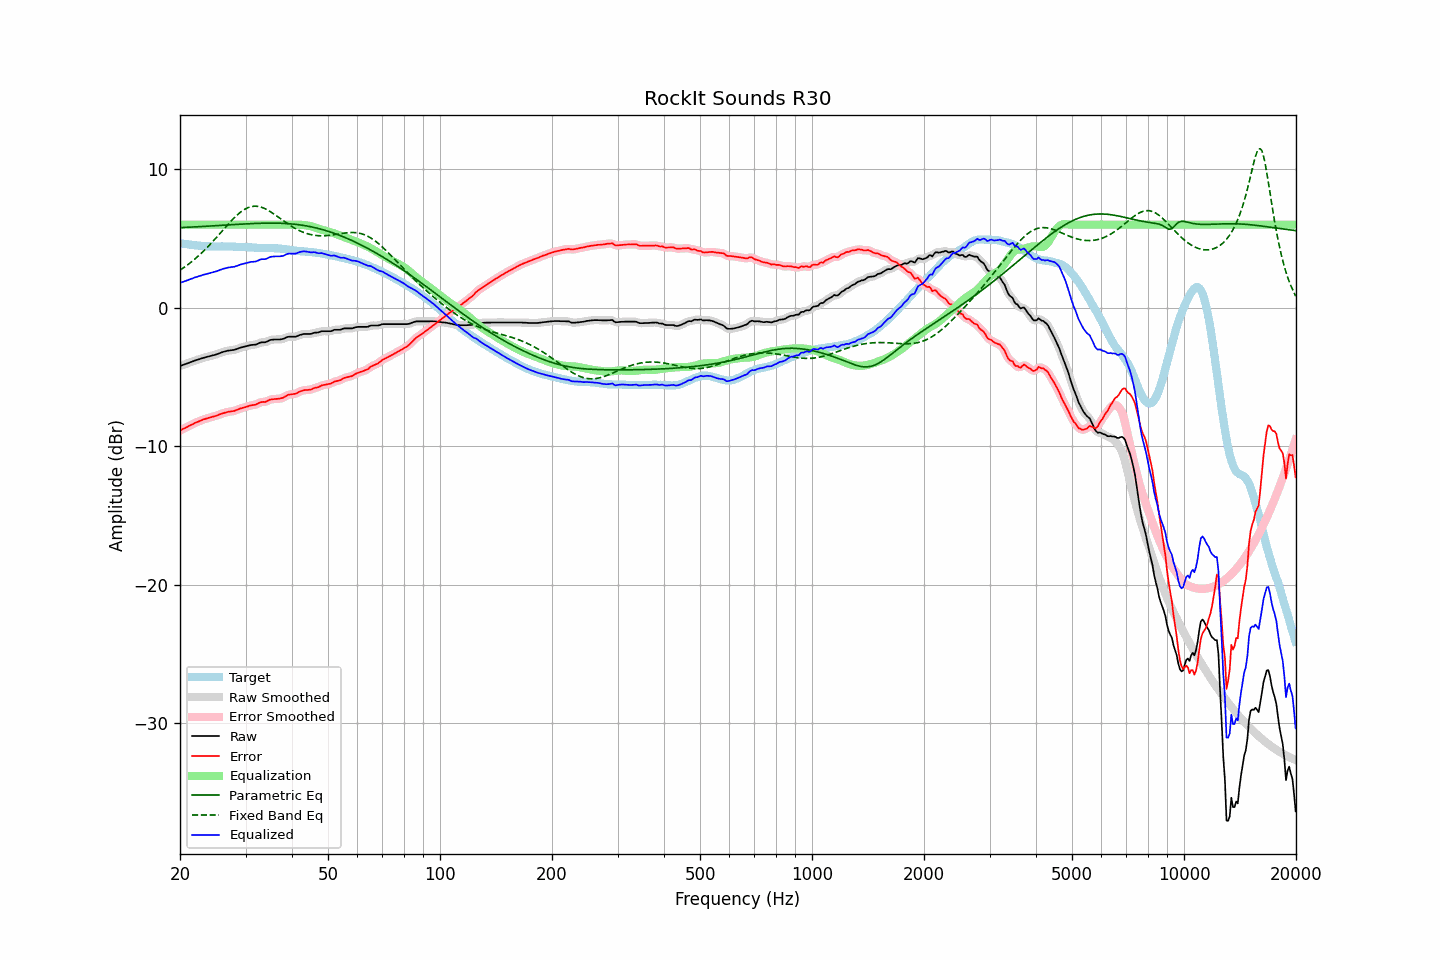 RockIt Sounds R30
Amplitude (dBr)
10
0
−10
−20
−30
Target
Raw Smoothed
Error Smoothed
Raw
Error
Equalization
Parametric Eq
Fixed Band Eq
Equalized
20 50 100 200 500 1000 2000 5000 10000 20000
Frequency (Hz)